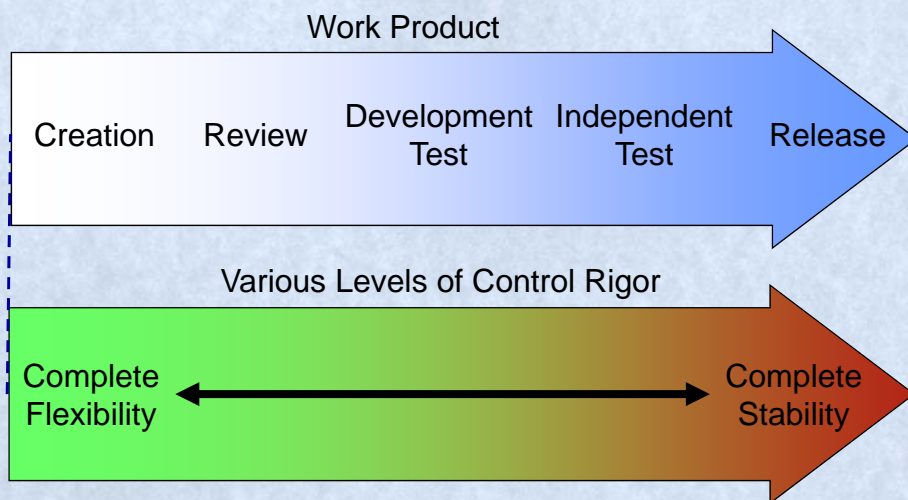 Work Product
Creation
Review
Development
Test
Independent
Test
Release
Various Levels of Control Rigor
Complete
Flexibility
Complete
Stability